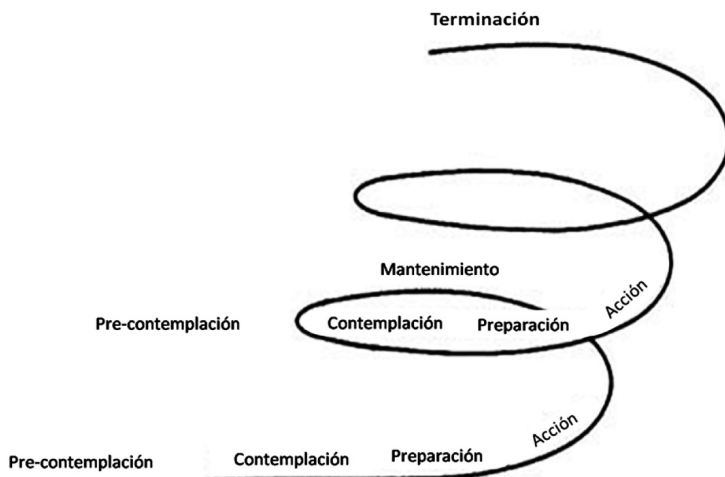 Terminación
Mantenimiento
Acción
Pre-contemplación Contemplación Preparación
Acción
Pre-contemplación Contemplación Preparación